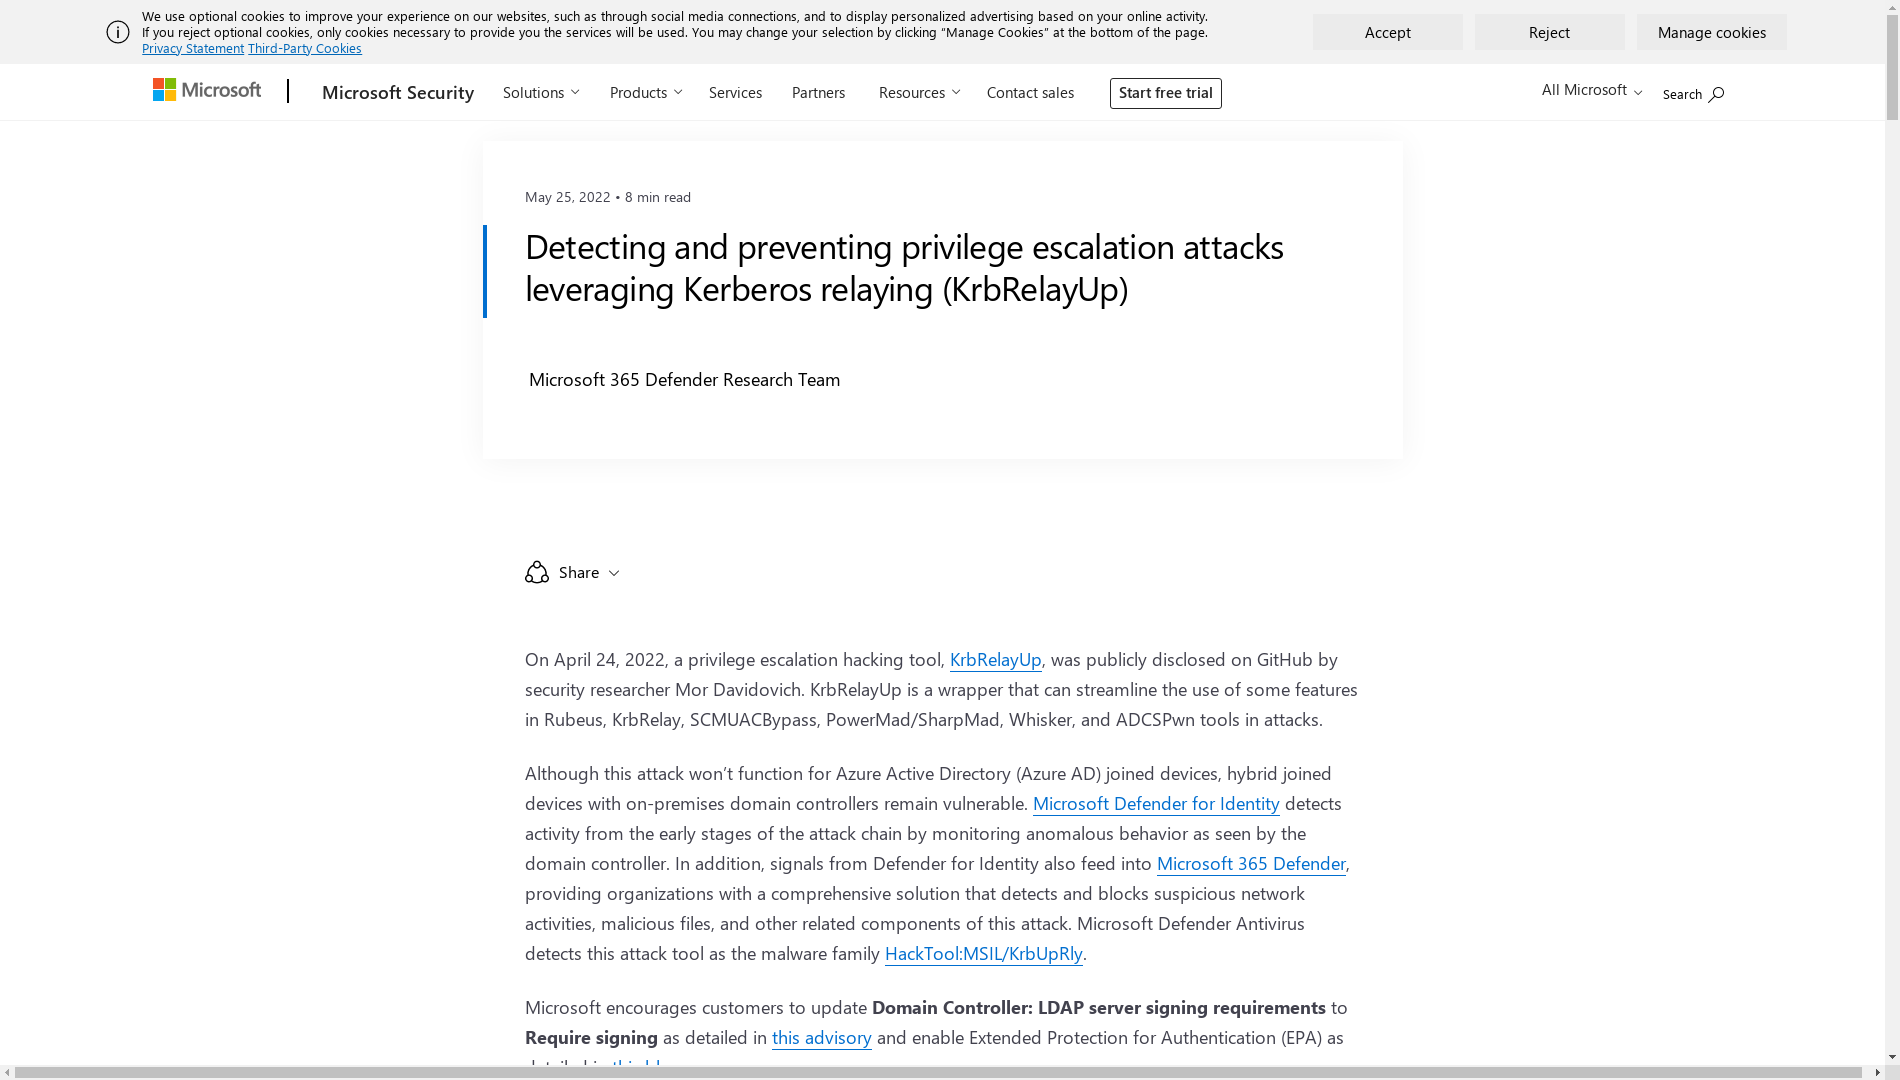 We use optional cookies to improve your experience on our websites, such as through social media connections, and to display personalized advertising based on your online activity.
If you reject optional cookies, only cookies necessary to provide you the services will be used. You may change your selection by clicking “Manage Cookies” at the bottom of the page.
Privacy Statement Third-Party Cookies
Accept Reject Manage cookies
Microsoft Microsoft Security Solutions Products Services Partners Resources Contact sales Start free trial All Microsoft Search
May 25, 2022 • 8 min read
Detecting and preventing privilege escalation attacks
leveraging Kerberos relaying (KrbRelayUp)
Microsoft 365 Defender Research Team
Share
On April 24, 2022, a privilege escalation hacking tool, KrbRelayUp, was publicly disclosed on GitHub by
security researcher Mor Davidovich. KrbRelayUp is a wrapper that can streamline the use of some features
in Rubeus, KrbRelay, SCMUACBypass, PowerMad/SharpMad, Whisker, and ADCSPwn tools in attacks.
Although this attack won’t function for Azure Active Directory (Azure AD) joined devices, hybrid joined
devices with on-premises domain controllers remain vulnerable. Microsoft Defender for Identity detects
activity from the early stages of the attack chain by monitoring anomalous behavior as seen by the
domain controller. In addition, signals from Defender for Identity also feed into Microsoft 365 Defender,
providing organizations with a comprehensive solution that detects and blocks suspicious network
activities, malicious files, and other related components of this attack. Microsoft Defender Antivirus
detects this attack tool as the malware family HackTool:MSIL/KrbUpRly.
Microsoft encourages customers to update Domain Controller: LDAP server signing requirements to
Require signing as detailed in this advisory and enable Extended Protection for Authentication (EPA) as